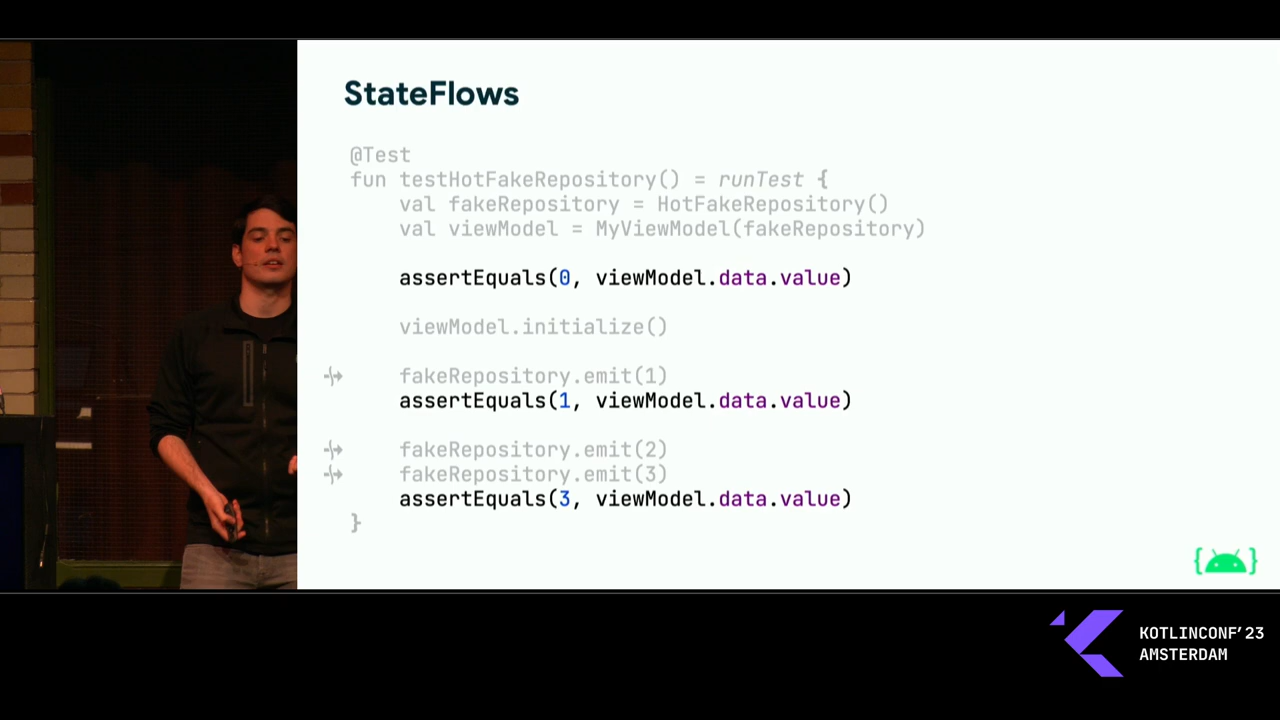 StateFlows
@Test
fun testHotFakeRepository() = runTest {
    val fakeRepository = HotFakeRepository()
    val viewModel = MyViewModel(fakeRepository)
    assertEquals(0, viewModel.data.value)
    viewModel.initialize()
    fakeRepository.emit(1)
    assertEquals(1, viewModel.data.value)
    fakeRepository.emit(2)
    fakeRepository.emit(3)
    assertEquals(3, viewModel.data.value)
}
KOTLINCONF'23
AMSTERDAM